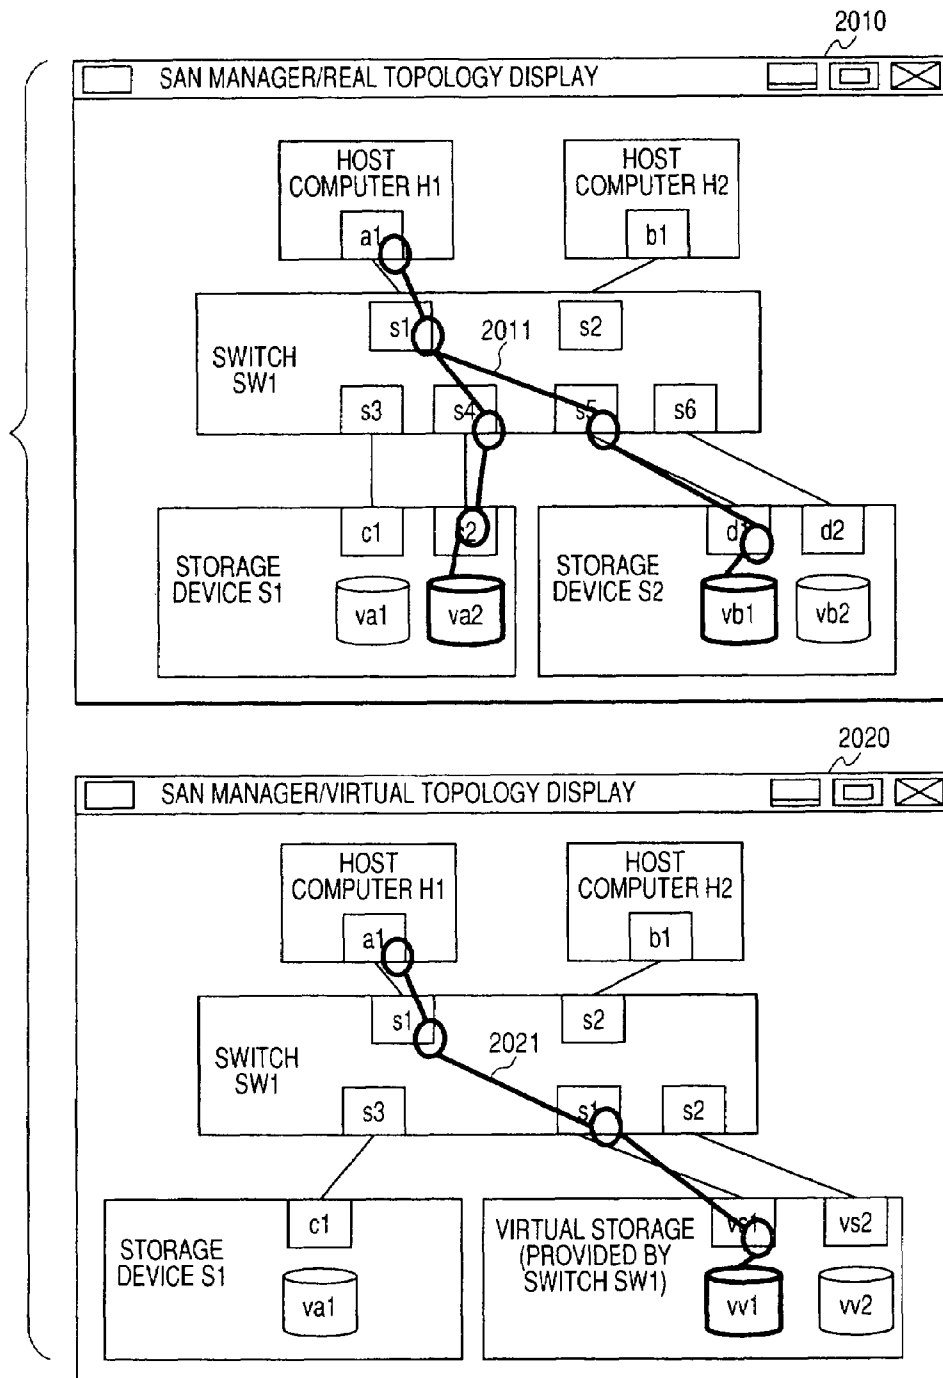 2010
SAN MANAGER/REAL TOPOLOGY DISPLAY
HOST
COMPUTER H1
a1
HOST
COMPUTER H2
b1
s1
s2
2011
SWITCH
SW1
s3
s4
s5
s6
c1
c2
d1
d2
STORAGE
DEVICE S1
va1
va2
STORAGE
DEVICE S2
vb1
vb2
2020
SAN MANAGER/VIRTUAL TOPOLOGY DISPLAY
HOST
COMPUTER H1
a1
HOST
COMPUTER H2
b1
s1
s2
2021
SWITCH
SW1
s3
s1
s2
c1
STORAGE
DEVICE S1
va1
vs1
vs2
VIRTUAL STORAGE
(PROVIDED BY
SWITCH SW1)
vv1
vv2